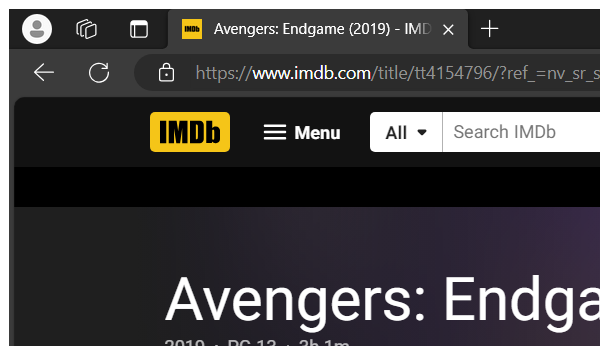 IMDb Avengers: Endgame (2019) - IMD
https://www.imdb.com/title/tt4154796/?ref_=nv_sr_s
IMDb Menu All Search IMDb
Avengers: Endga
2019 · PG-13 · 3h 1m